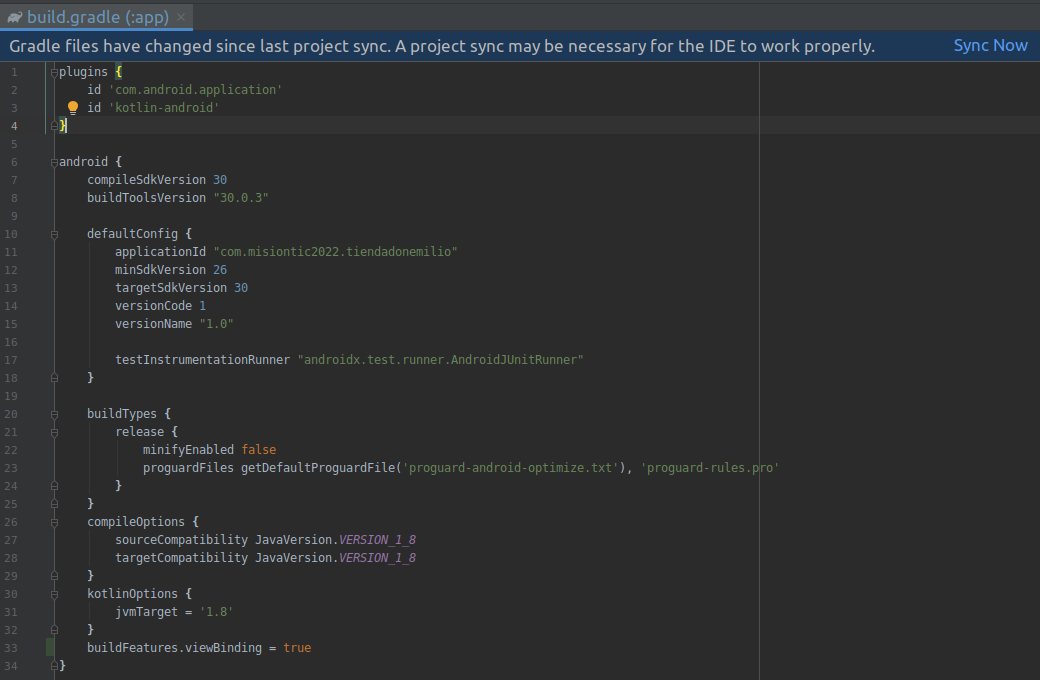 build.gradle (:app)
Gradle files have changed since last project sync. A project sync may be necessary for the IDE to work properly. Sync Now
1 plugins {
2     id 'com.android.application'
3     id 'kotlin-android'
4 }
5
6 android {
7     compileSdkVersion 30
8     buildToolsVersion "30.0.3"
9
10     defaultConfig {
11         applicationId "com.misiontic2022.tiendadonemilio"
12         minSdkVersion 26
13         targetSdkVersion 30
14         versionCode 1
15         versionName "1.0"
16
17         testInstrumentationRunner "androidx.test.runner.AndroidJUnitRunner"
18     }
19
20     buildTypes {
21         release {
22             minifyEnabled false
23             proguardFiles getDefaultProguardFile('proguard-android-optimize.txt'), 'proguard-rules.pro'
24         }
25     }
26     compileOptions {
27         sourceCompatibility JavaVersion.VERSION_1_8
28         targetCompatibility JavaVersion.VERSION_1_8
29     }
30     kotlinOptions {
31         jvmTarget = '1.8'
32     }
33     buildFeatures.viewBinding = true
34 }